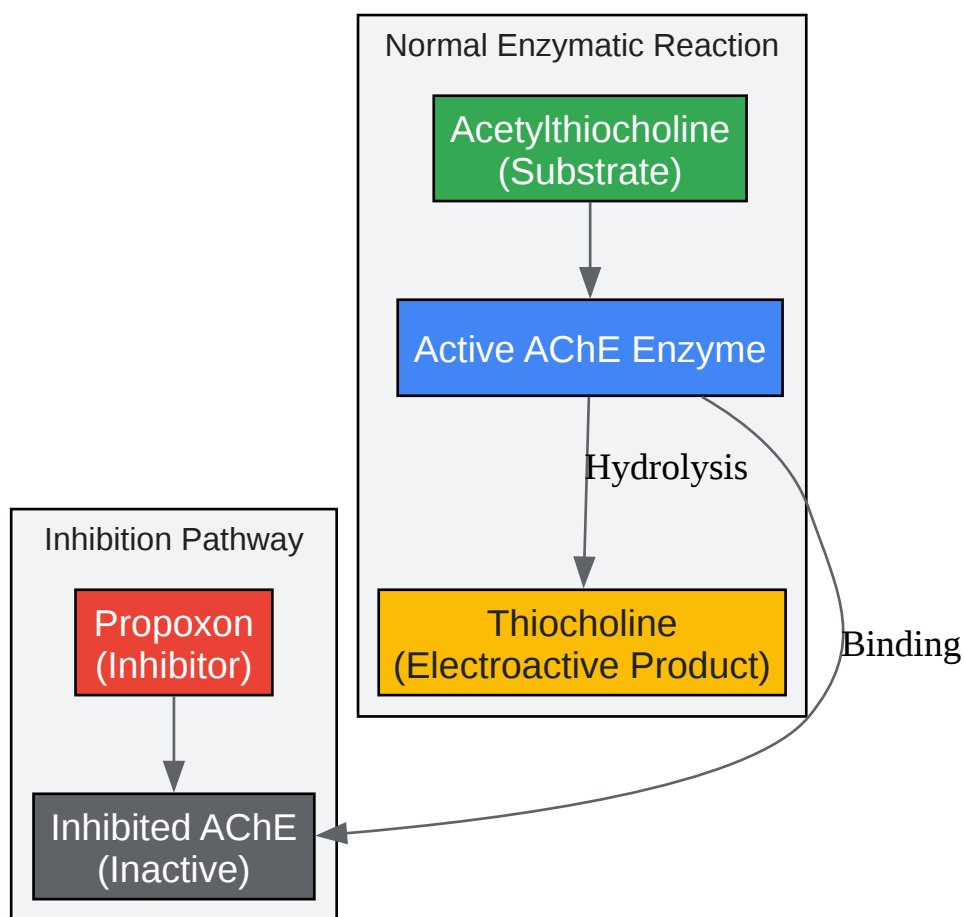 Normal Enzymatic Reaction
Acetylthiocholine
(Substrate)
Active AChE Enzyme
Hydrolysis
Thiocholine
(Electroactive Product)
Binding
Inhibition Pathway
Propoxon
(Inhibitor)
Inhibited AChE
(Inactive)